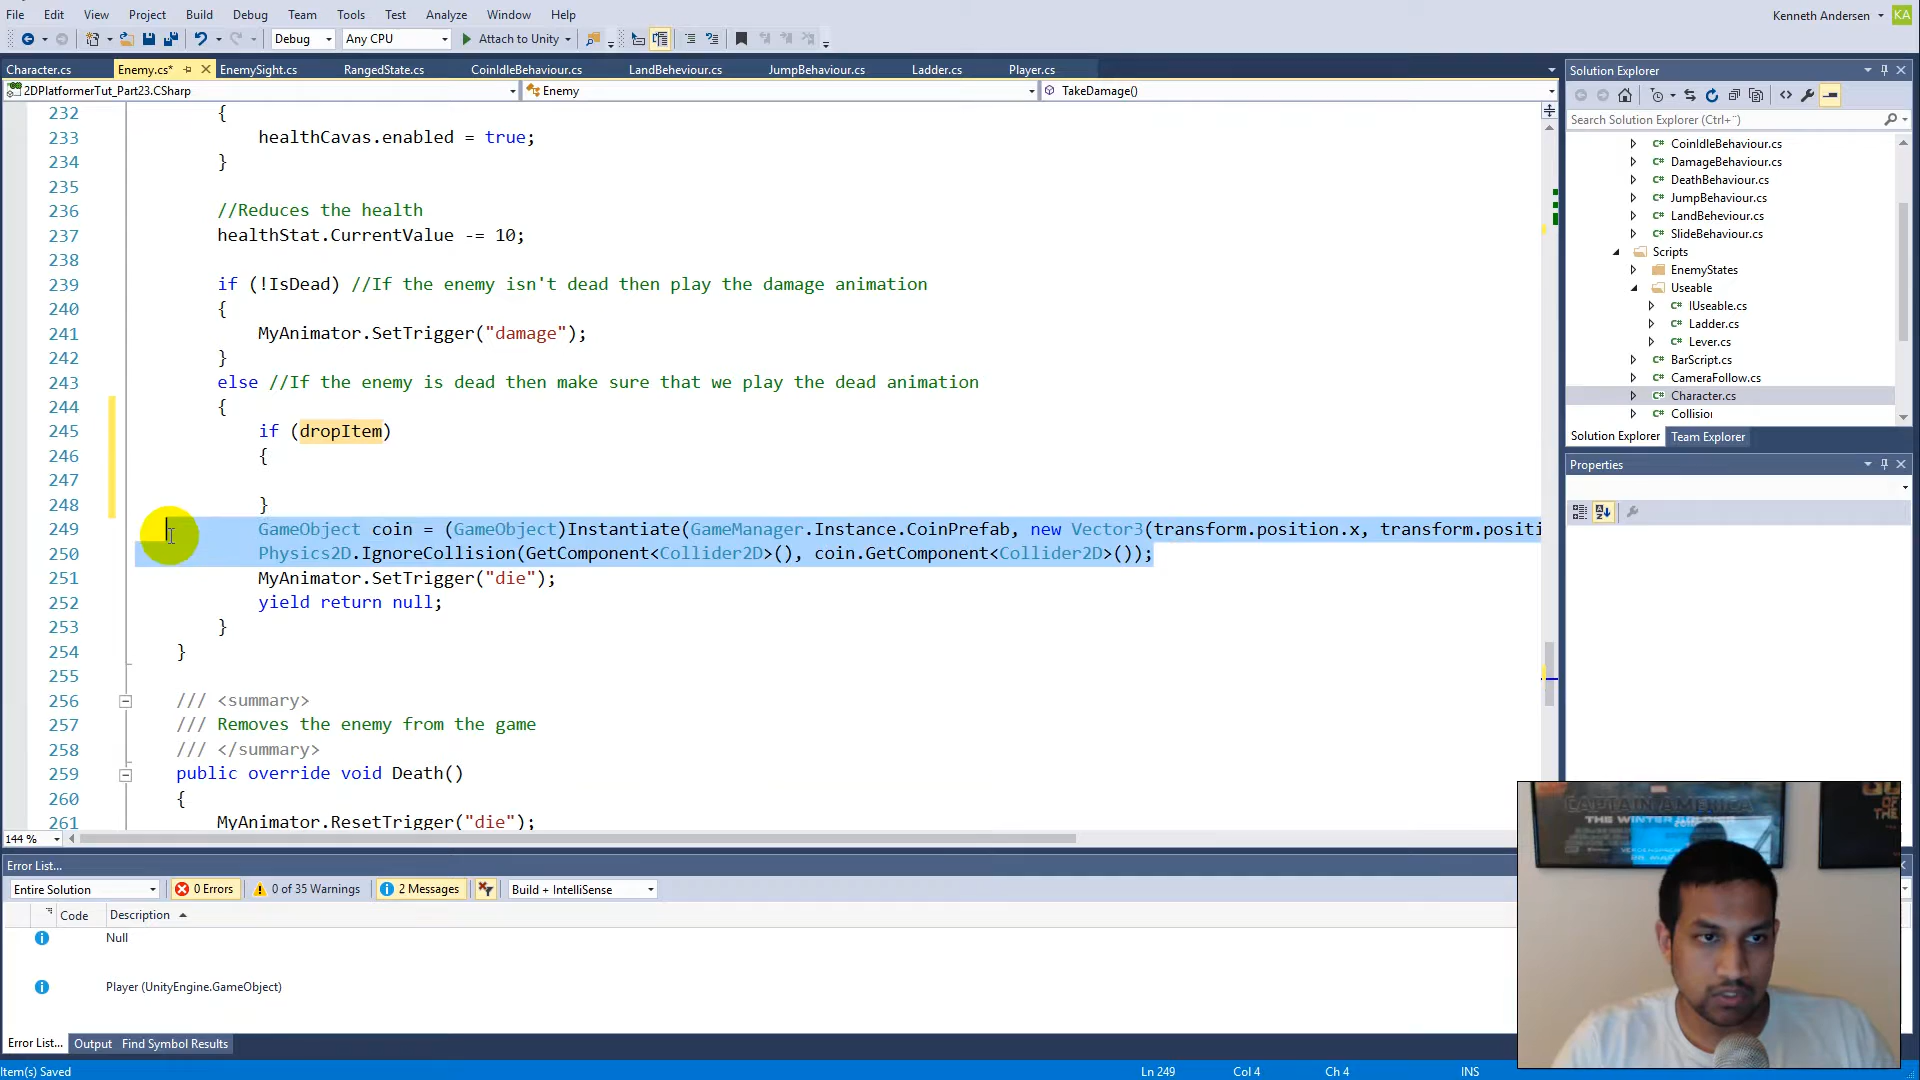 File Edit View Project Build Debug Team Tools Test Analyze Window Help Kenneth Andersen KA
Debug Any CPU Attach to Unity
Character.cs Enemy.cs* EnemySight.cs RangedState.cs CoinIdleBehaviour.cs LandBeheviour.cs JumpBehaviour.cs Ladder.cs Player.cs
2DPlatformerTut_Part23.CSharp Enemy TakeDamage()
232 {
233 healthCavas.enabled = true;
234 }
235
236 //Reduces the health
237 healthStat.CurrentValue -= 10;
238
239 if (!IsDead) //If the enemy isn't dead then play the damage animation
240 {
241 MyAnimator.SetTrigger("damage");
242 }
243 else //If the enemy is dead then make sure that we play the dead animation
244 {
245 if (dropItem)
246 {
247
248 }
249 GameObject coin = (GameObject)Instantiate(GameManager.Instance.CoinPrefab, new Vector3(transform.position.x, transform.positi
250 Physics2D.IgnoreCollision(GetComponent<Collider2D>(), coin.GetComponent<Collider2D>());
251 MyAnimator.SetTrigger("die");
252 yield return null;
253 }
254 }
255
256 /// <summary>
257 /// Removes the enemy from the game
258 /// </summary>
259 public override void Death()
260 {
261 MyAnimator.ResetTrigger("die");
144 %
Solution Explorer
Search Solution Explorer (Ctrl+¨)
CoinIdleBehaviour.cs
DamageBehaviour.cs
DeathBehaviour.cs
JumpBehaviour.cs
LandBeheviour.cs
SlideBehaviour.cs
Scripts
EnemyStates
Useable
IUseable.cs
Ladder.cs
Lever.cs
BarScript.cs
CameraFollow.cs
Character.cs
Collision
Solution Explorer Team Explorer
Properties
Error List...
Entire Solution 0 Errors 0 of 35 Warnings 2 Messages Build + IntelliSense
Code Description
Null
Player (UnityEngine.GameObject)
Error List... Output Find Symbol Results
Item(s) Saved Ln 249 Col 4 Ch 4 INS
CAPTAIN AMERICA
THE WINTER SOLDIER